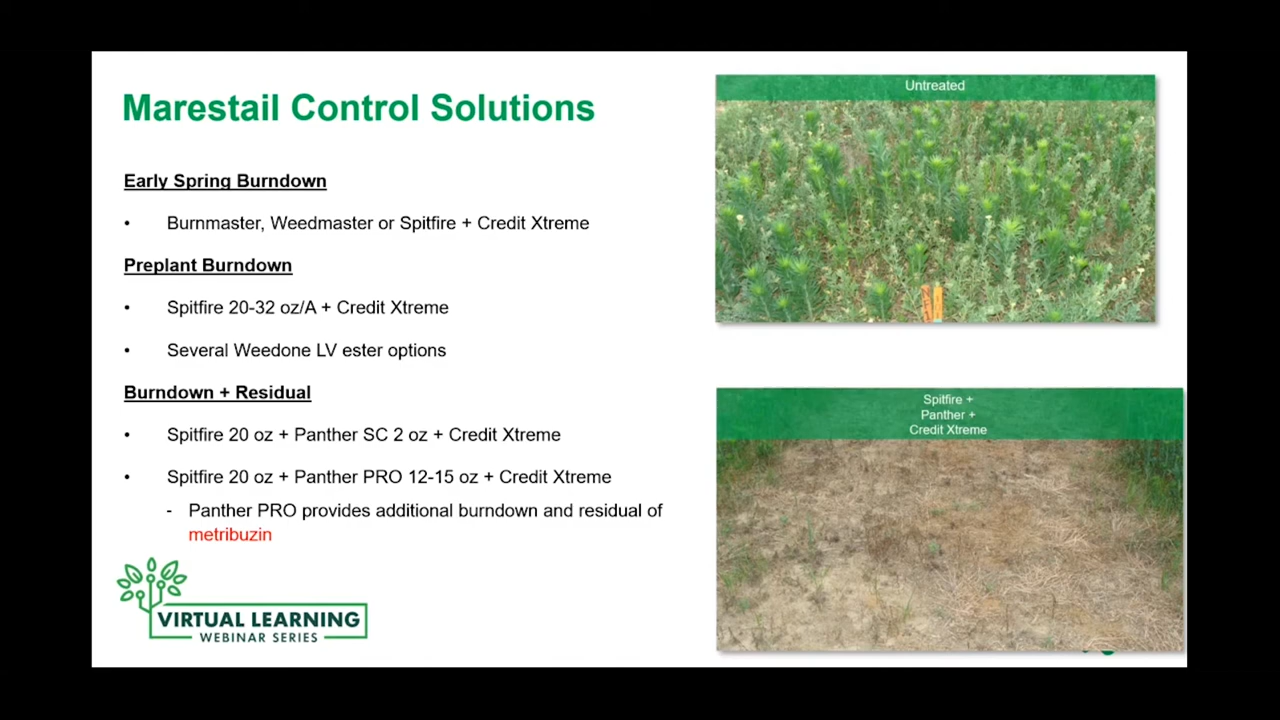 Marestail Control Solutions
Early Spring Burndown
• Burnmaster, Weedmaster or Spitfire + Credit Xtreme
Preplant Burndown
• Spitfire 20-32 oz/A + Credit Xtreme
• Several Weedone LV ester options
Burndown + Residual
• Spitfire 20 oz + Panther SC 2 oz + Credit Xtreme
• Spitfire 20 oz + Panther PRO 12-15 oz + Credit Xtreme
- Panther PRO provides additional burndown and residual of
metribuzin
VIRTUAL LEARNING
WEBINAR SERIES
Untreated
Spitfire +
Panther +
Credit Xtreme